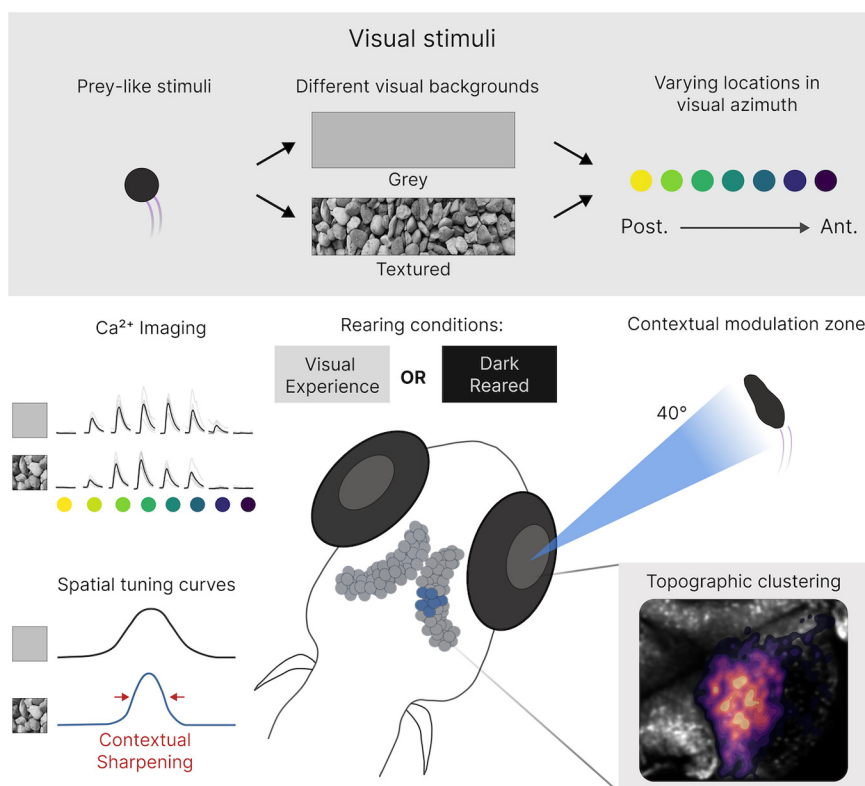 Visual stimuli
Prey-like stimuli
Different visual backgrounds
Varying locations in
visual azimuth
Grey
Textured
Post.
Ant.
Ca²⁺ Imaging
Rearing conditions:
Visual
Experience
OR
Dark
Reared
Contextual modulation zone
40°
Spatial tuning curves
Contextual
Sharpening
Topographic clustering